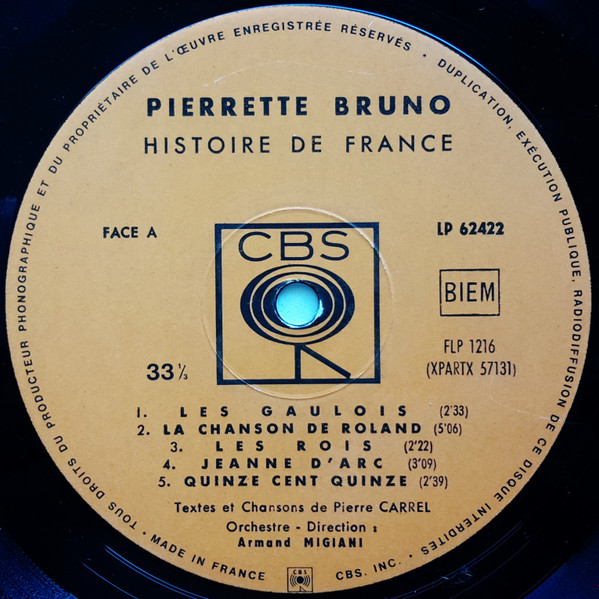 TOUS DROITS DU PRODUCTEUR PHONOGRAPHIQUE ET DU PROPRIÉTAIRE DE L'ŒUVRE ENREGISTRÉE RÉSERVÉS • DUPLICATION, EXÉCUTION PUBLIQUE, RADIODIFFUSION DE CE DISQUE INTERDITES •
PIERRETTE BRUNO
HISTOIRE DE FRANCE
FACE A
LP 62422
CBS
BIEM
FLP 1216
33 ⅓
(XPARTX 57131)
1. LES GAULOIS (2'33)
2. LA CHANSON DE ROLAND (5'06)
3. LES ROIS (2'22)
4. JEANNE D'ARC (3'09)
5. QUINZE CENT QUINZE (2'39)
Textes et Chansons de Pierre CARREL
Orchestre - Direction :
Armand MIGIANI
• MADE IN FRANCE
CBS
CBS. INC. •